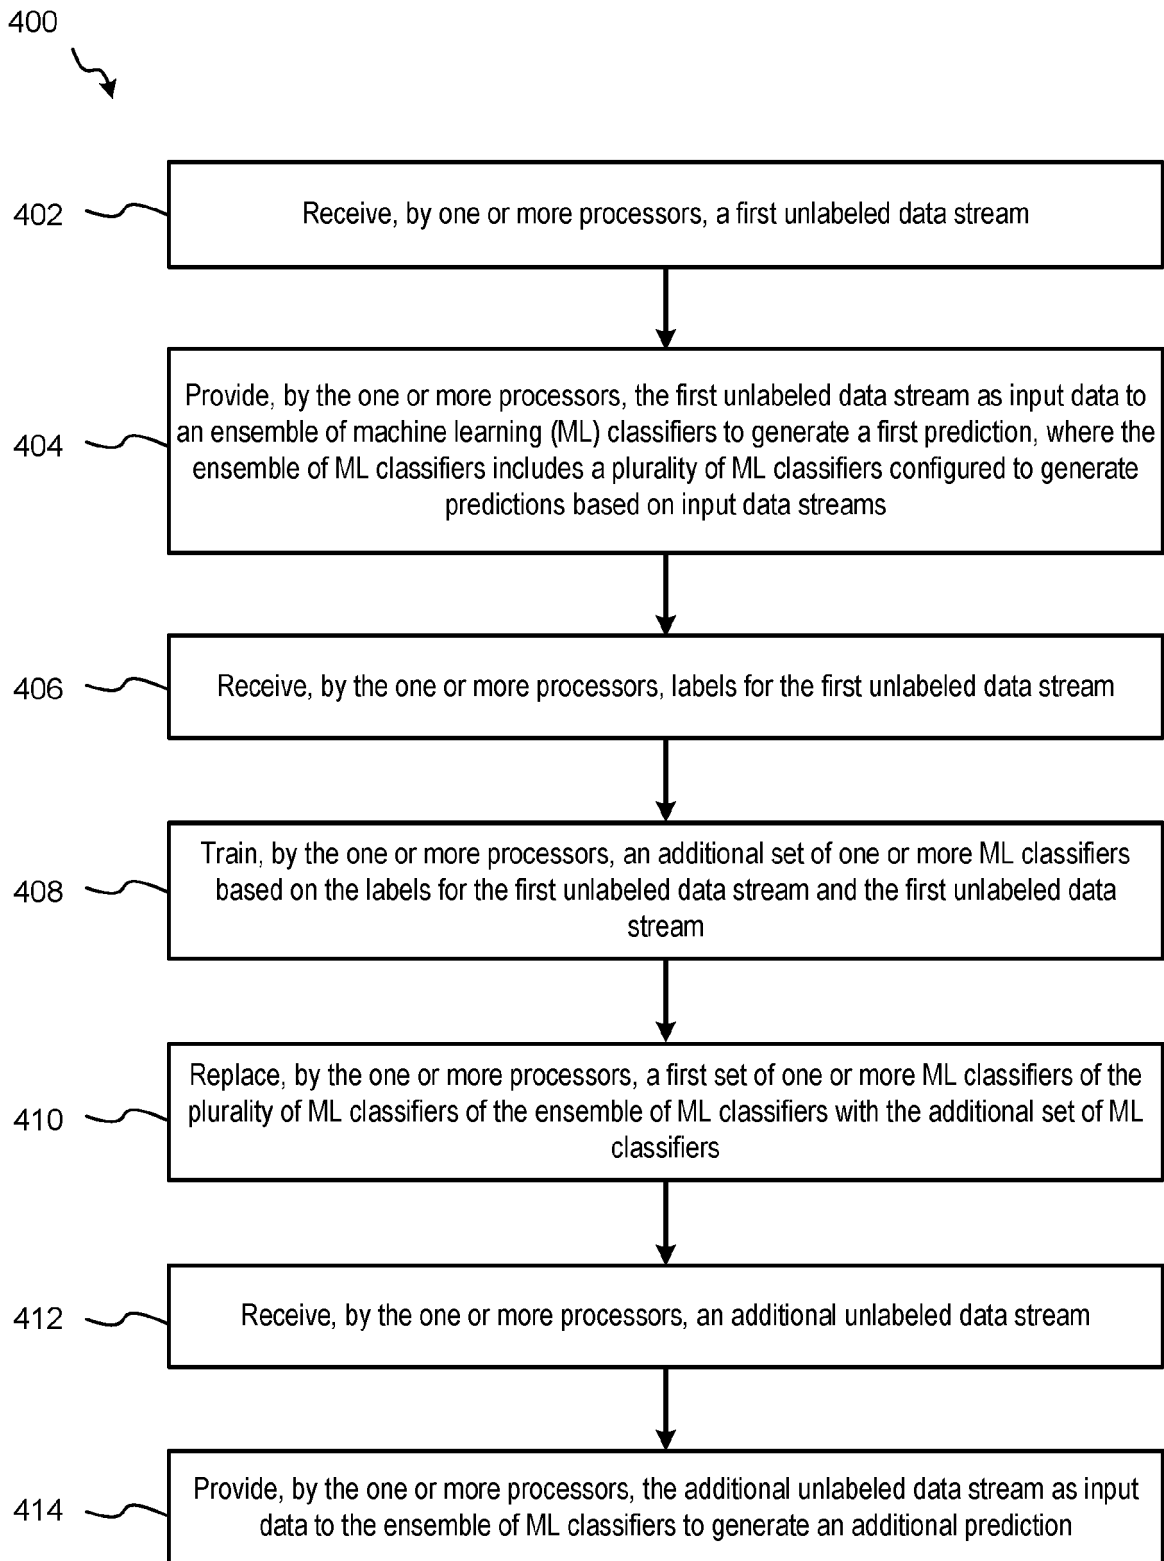 400
402
Receive, by one or more processors, a first unlabeled data stream
404
Provide, by the one or more processors, the first unlabeled data stream as input data to
an ensemble of machine learning (ML) classifiers to generate a first prediction, where the
ensemble of ML classifiers includes a plurality of ML classifiers configured to generate
predictions based on input data streams
406
Receive, by the one or more processors, labels for the first unlabeled data stream
408
Train, by the one or more processors, an additional set of one or more ML classifiers
based on the labels for the first unlabeled data stream and the first unlabeled data
stream
410
Replace, by the one or more processors, a first set of one or more ML classifiers of the
plurality of ML classifiers of the ensemble of ML classifiers with the additional set of ML
classifiers
412
Receive, by the one or more processors, an additional unlabeled data stream
414
Provide, by the one or more processors, the additional unlabeled data stream as input
data to the ensemble of ML classifiers to generate an additional prediction